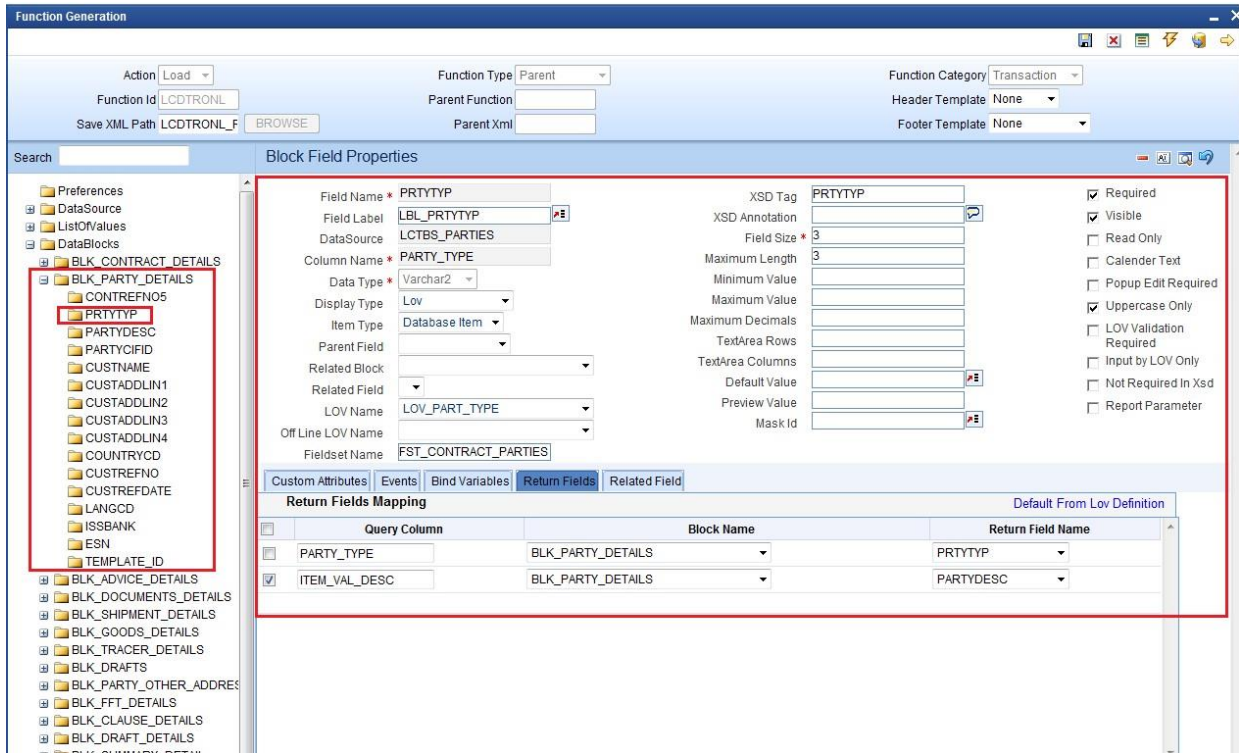 Function Generation
Action Load Function Type Parent Function Category Transaction
Function Id LCDTRONL Parent Function Header Template None
Save XML Path LCDTRONL_F BROWSE Parent Xml Footer Template None
Search Block Field Properties
Preferences
DataSource
ListOfValues
DataBlocks
BLK_CONTRACT_DETAILS
BLK_PARTY_DETAILS
CONTREFNO5
PRTYTYP
PARTYDESC
PARTYCIFID
CUSTNAME
CUSTADDLIN1
CUSTADDLIN2
CUSTADDLIN3
CUSTADDLIN4
COUNTRYCD
CUSTREFNO
CUSTREFDATE
LANGCD
ISSBANK
ESN
TEMPLATE_ID
BLK_ADVICE_DETAILS
BLK_DOCUMENTS_DETAILS
BLK_SHIPMENT_DETAILS
BLK_GOODS_DETAILS
BLK_TRACER_DETAILS
BLK_DRAFTS
BLK_PARTY_OTHER_ADDRES
BLK_FFT_DETAILS
BLK_CLAUSE_DETAILS
BLK_DRAFT_DETAILS
Field Name * PRTYTYP
Field Label LBL_PRTYTYP
DataSource LCTBS_PARTIES
Column Name * PARTY_TYPE
Data Type * Varchar2
Display Type Lov
Item Type Database Item
Parent Field
Related Block
Related Field
LOV Name LOV_PART_TYPE
Off Line LOV Name
Fieldset Name FST_CONTRACT_PARTIES
XSD Tag PRTYTYP
XSD Annotation
Field Size * 3
Maximum Length 3
Minimum Value
Maximum Value
Maximum Decimals
TextArea Rows
TextArea Columns
Default Value
Preview Value
Mask Id
Required
Visible
Read Only
Calender Text
Popup Edit Required
Uppercase Only
LOV Validation
Required
Input by LOV Only
Not Required In Xsd
Report Parameter
Custom Attributes Events Bind Variables Return Fields Related Field
Return Fields Mapping Default From Lov Definition
Query Column Block Name Return Field Name
PARTY_TYPE BLK_PARTY_DETAILS PRTYTYP
ITEM_VAL_DESC BLK_PARTY_DETAILS PARTYDESC